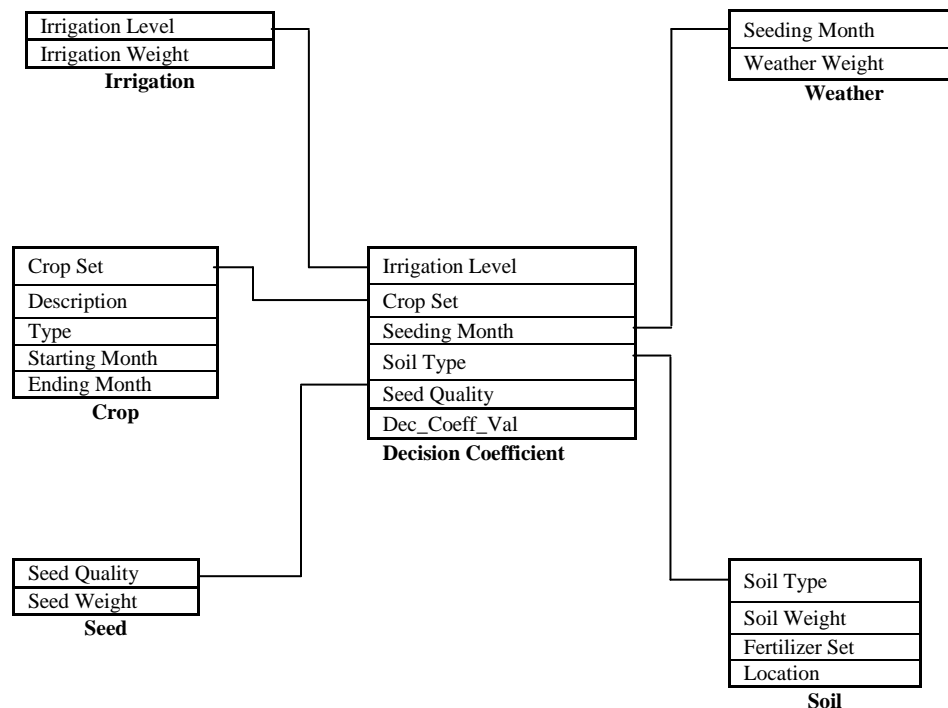 Irrigation Level
Irrigation Weight
Irrigation
Seeding Month
Weather Weight
Weather
Crop Set
Description
Type
Starting Month
Ending Month
Crop
Irrigation Level
Crop Set
Seeding Month
Soil Type
Seed Quality
Dec_Coeff_Val
Decision Coefficient
Seed Quality
Seed Weight
Seed
Soil Type
Soil Weight
Fertilizer Set
Location
Soil